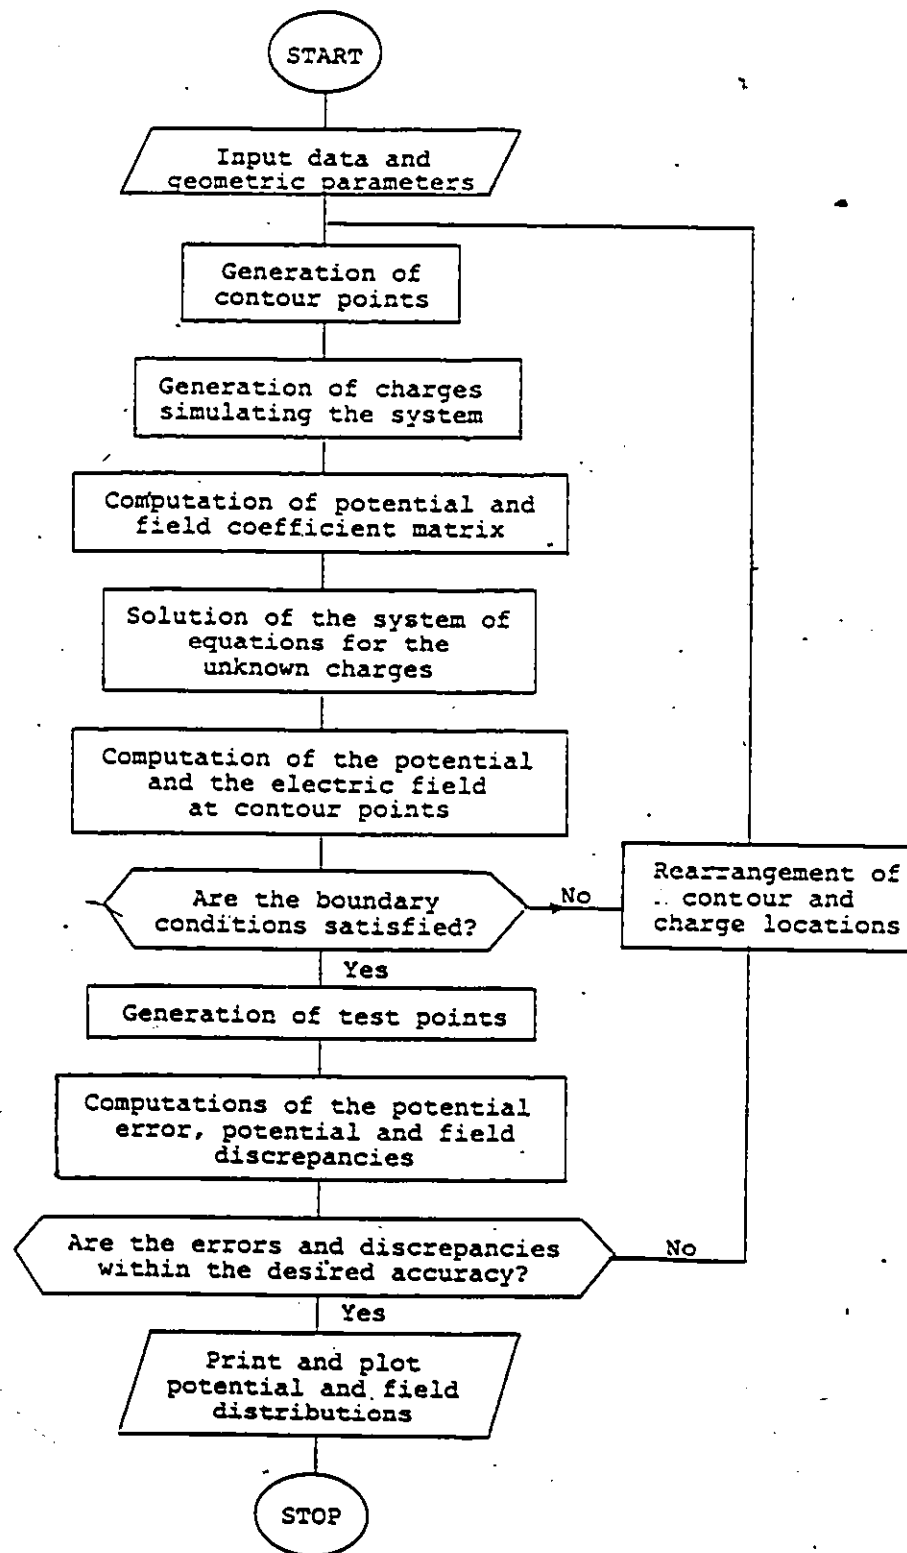 START
Input data and
geometric parameters
Generation of
contour points
Generation of charges
simulating the system
Computation of potential and
field coefficient matrix
Solution of the system of
equations for the
unknown charges
Computation of the potential
and the electric field
at contour points
Are the boundary
conditions satisfied?
No
Rearrangement of
contour and
charge locations
Yes
Generation of test points
Computations of the potential
error, potential and field
discrepancies
Are the errors and discrepancies
within the desired accuracy?
No
Yes
Print and plot
potential and field
distributions
STOP